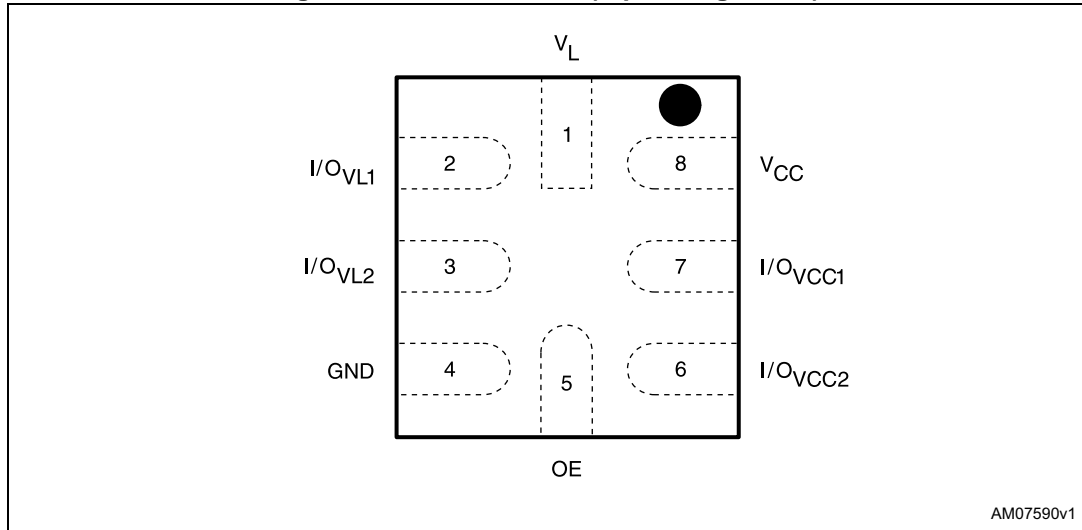 V_L
1
I/O_VL1 2 8 V_CC
I/O_VL2 3 7 I/O_VCC1
GND 4 6 I/O_VCC2
5
OE
AM07590v1